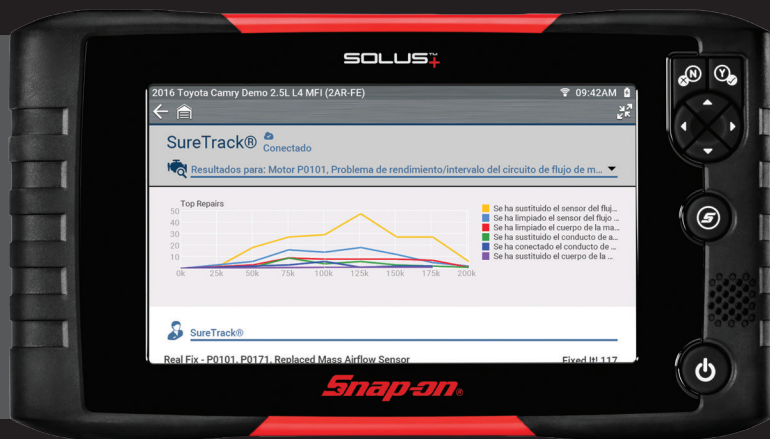 SOLUS™+
2016 Toyota Camry Demo 2.5L L4 MFI (2AR-FE) 09:42AM
SureTrack® Conectado
Resultados para: Motor P0101, Problema de rendimiento/intervalo del circuito de flujo de m...
Top Repairs
50
40
30
20
10
0k 25k 50k 75k 100k 125k 150k 175k 200k
Se ha sustituido el sensor del fluj...
Se ha limpiado el sensor del flujo ...
Se ha limpiado el cuerpo de la ma...
Se ha sustituido el conducto de a...
Se ha conectado el conducto de ...
Se ha sustituido el cuerpo de la ...
SureTrack®
Real Fix - P0101, P0171, Replaced Mass Airflow Sensor Fixed It! 117
Snap-on®
N Y
S